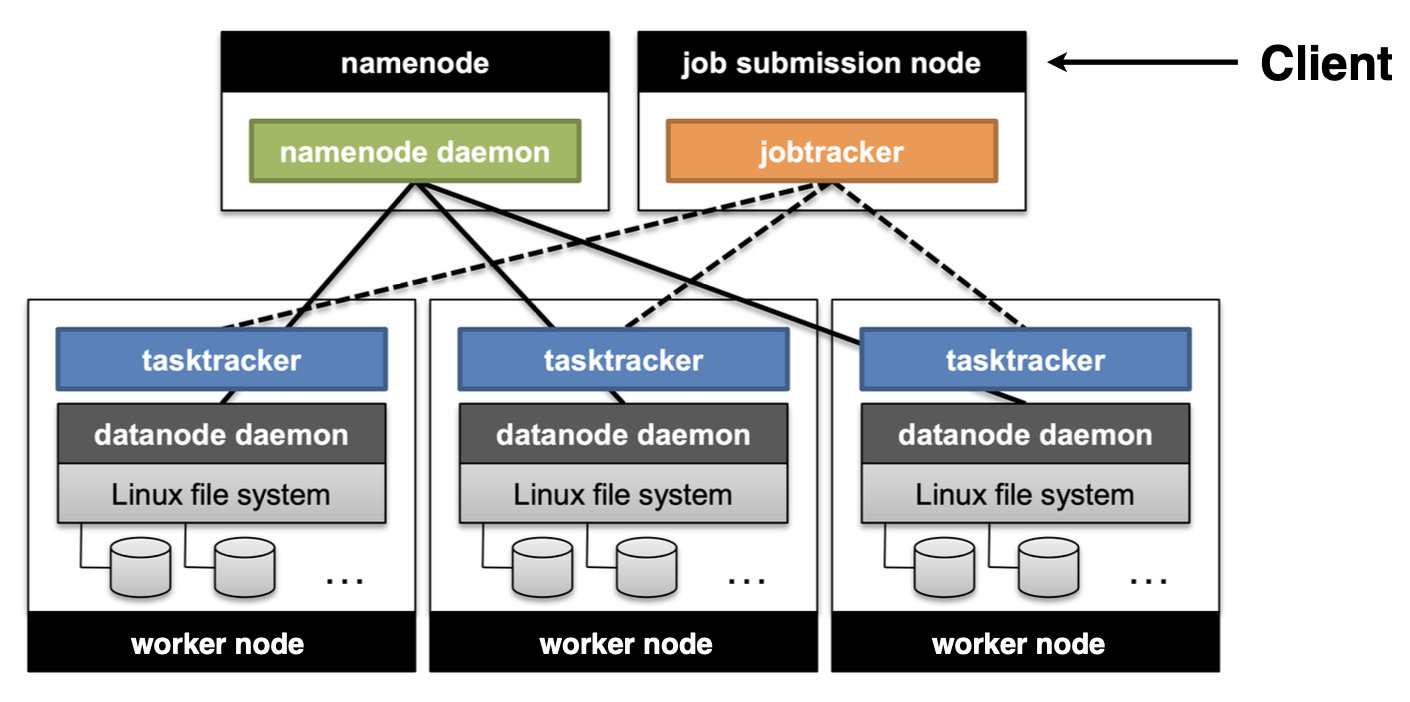 namenode
job submission node
Client
namenode daemon
jobtracker
tasktracker
tasktracker
tasktracker
datanode daemon
datanode daemon
datanode daemon
Linux file system
Linux file system
Linux file system
...
...
...
worker node
worker node
worker node